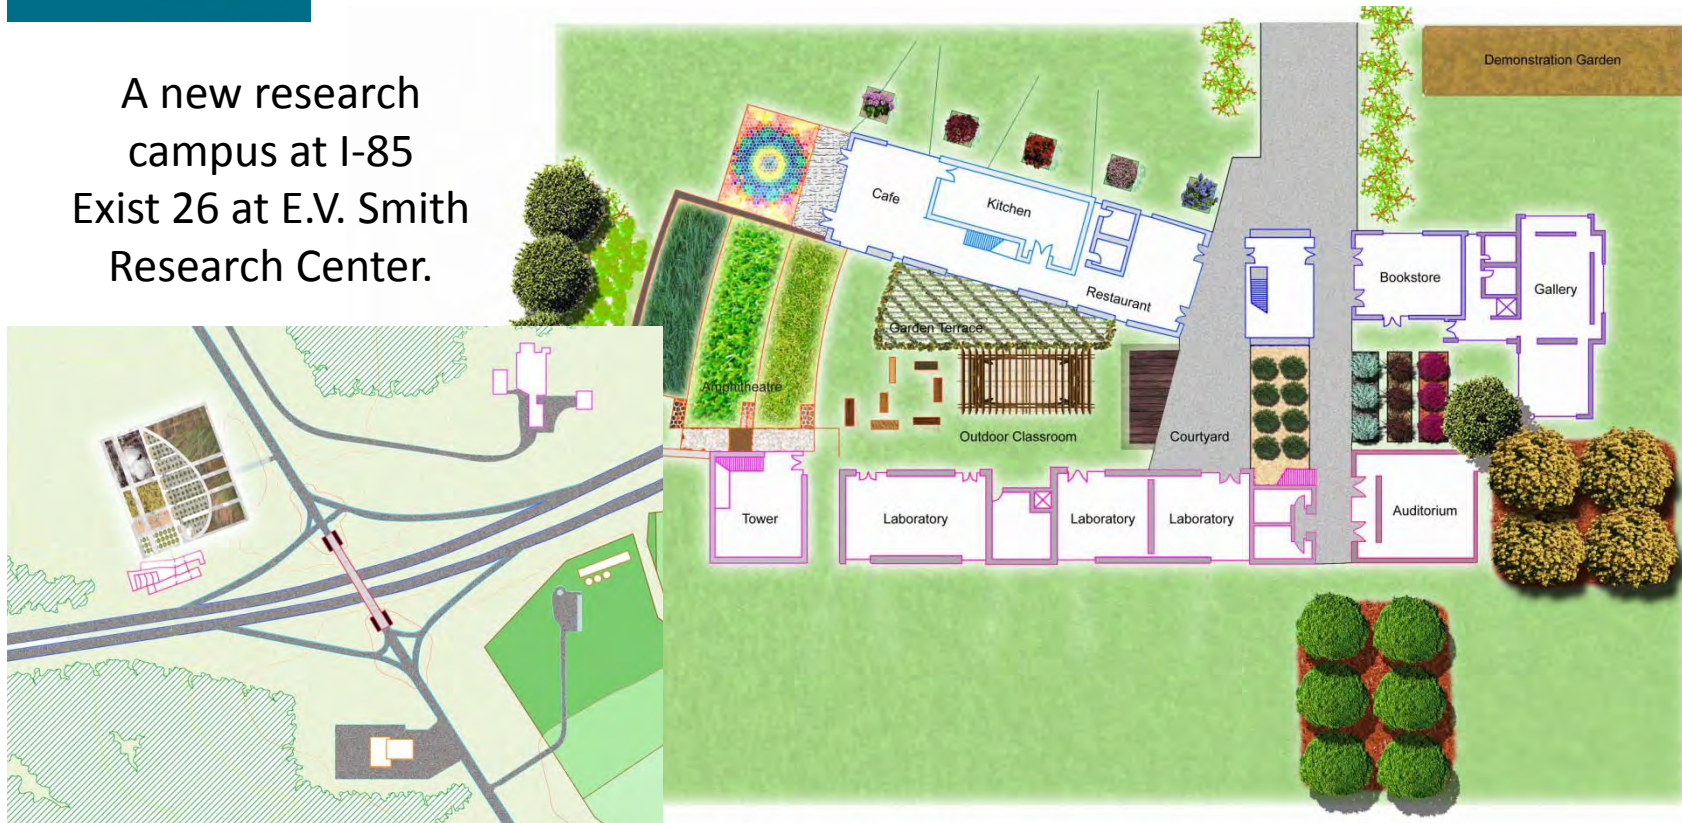 A new research
campus at I-85
Exist 26 at E.V. Smith
Research Center.
Demonstration Garden
Cafe
Kitchen
Restaurant
Bookstore
Gallery
Garden Terrace
Amphitheatre
Outdoor Classroom
Courtyard
Tower
Laboratory
Laboratory
Laboratory
Auditorium